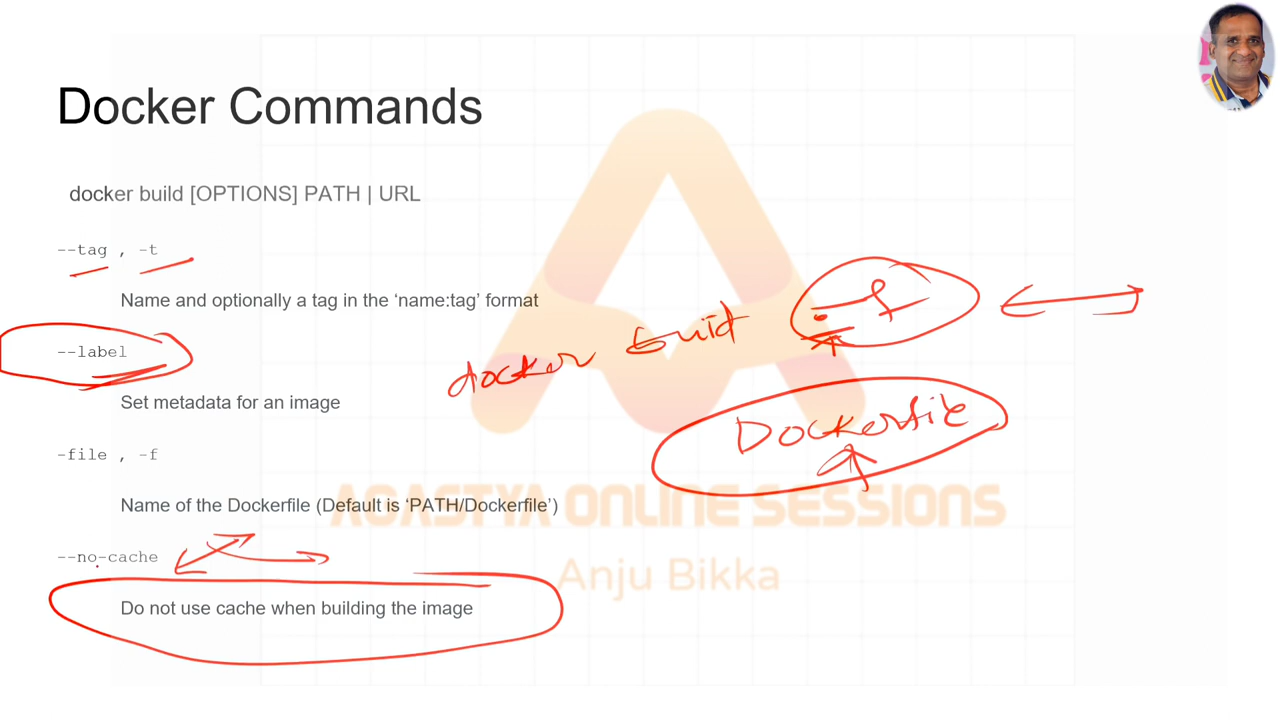 Docker Commands
docker build [OPTIONS] PATH | URL
--tag , -t
Name and optionally a tag in the ‘name:tag’ format
--label
docker build . -f
Set metadata for an image
Dockerfile
-file , -f
Name of the Dockerfile (Default is ‘PATH/Dockerfile’)
AGASTYA ONLINE SESSIONS
--no-cache
Anju Bikka
Do not use cache when building the image